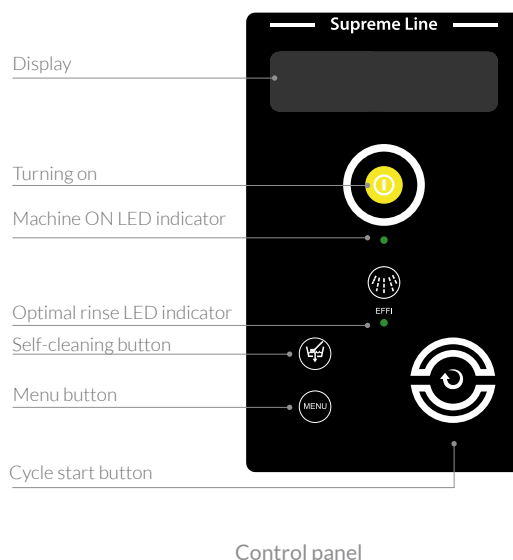 Supreme Line
Display
Turning on
Machine ON LED indicator
EFFI
Optimal rinse LED indicator
Self-cleaning button
Menu button
MENU
Cycle start button
Control panel